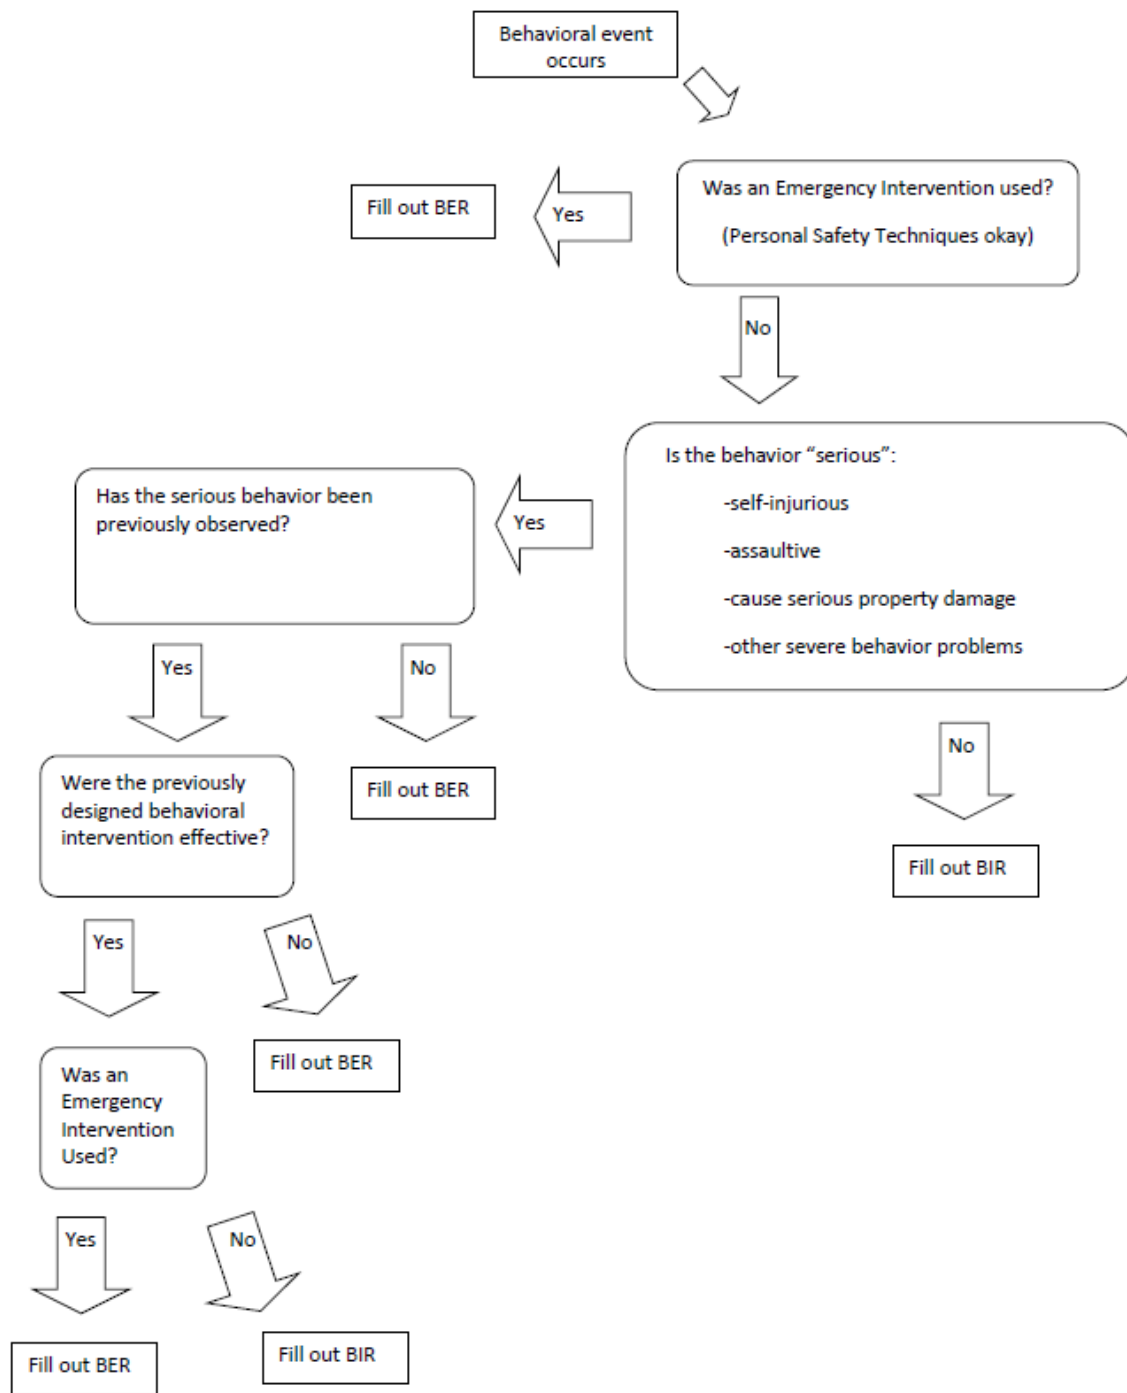 Behavioral event
occurs
Was an Emergency Intervention used?
(Personal Safety Techniques okay)
Yes
Fill out BER
No
Is the behavior “serious”:
-self-injurious
-assaultive
-cause serious property damage
-other severe behavior problems
Yes
Has the serious behavior been
previously observed?
No
Fill out BIR
Yes
No
Fill out BER
Were the previously
designed behavioral
intervention effective?
Yes
No
Fill out BER
Was an
Emergency
Intervention
Used?
Yes
No
Fill out BER
Fill out BIR